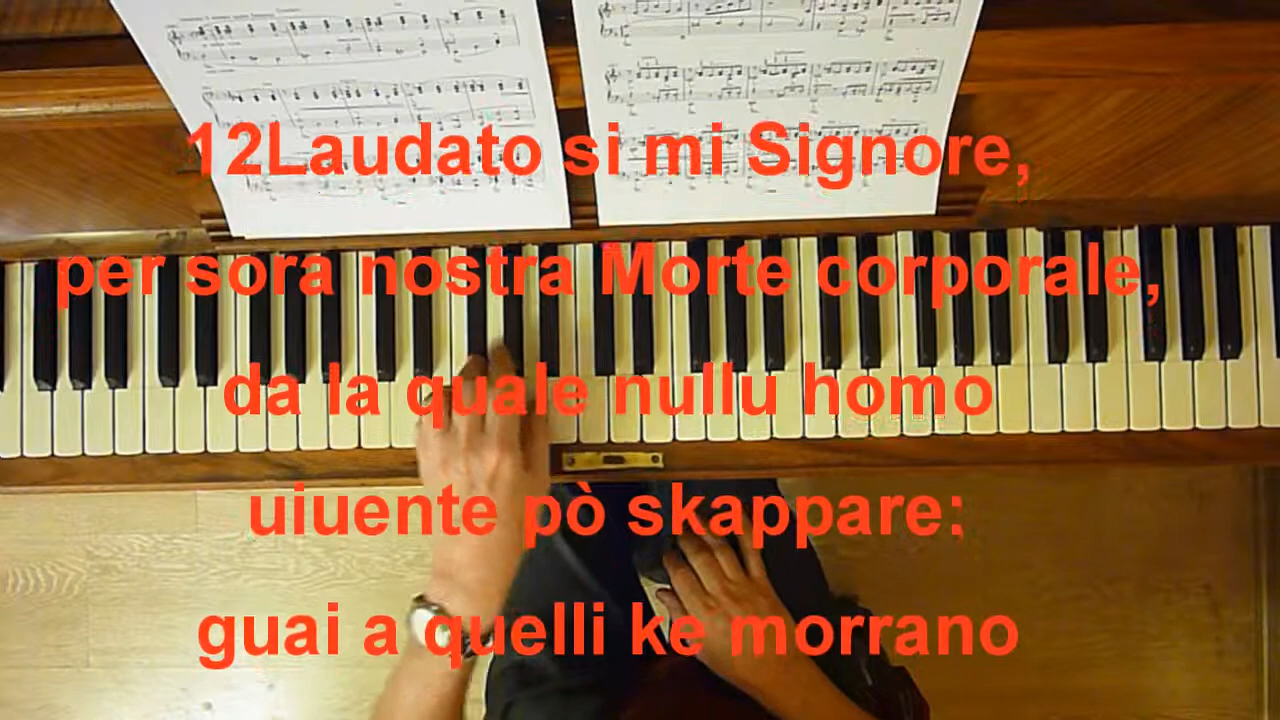 12Laudato si mi Signore,
per sora nostra Morte corporale,
da la quale nullu homo
uiuente pò skappare:
guai a quelli ke morrano